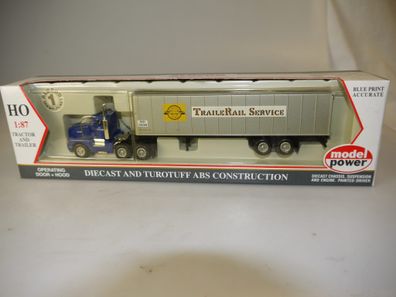 HO
1:87
TRACTOR
AND
TRAILER
1
TRAILERAIL SERVICE
BLUE PRINT
ACCURATE
OPERATING
DOOR + HOOD
DIECAST AND TUROTUFF ABS CONSTRUCTION
model
power
DIECAST CHASSIS, SUSPENSION
AND ENGINE, PAINTED DRIVER